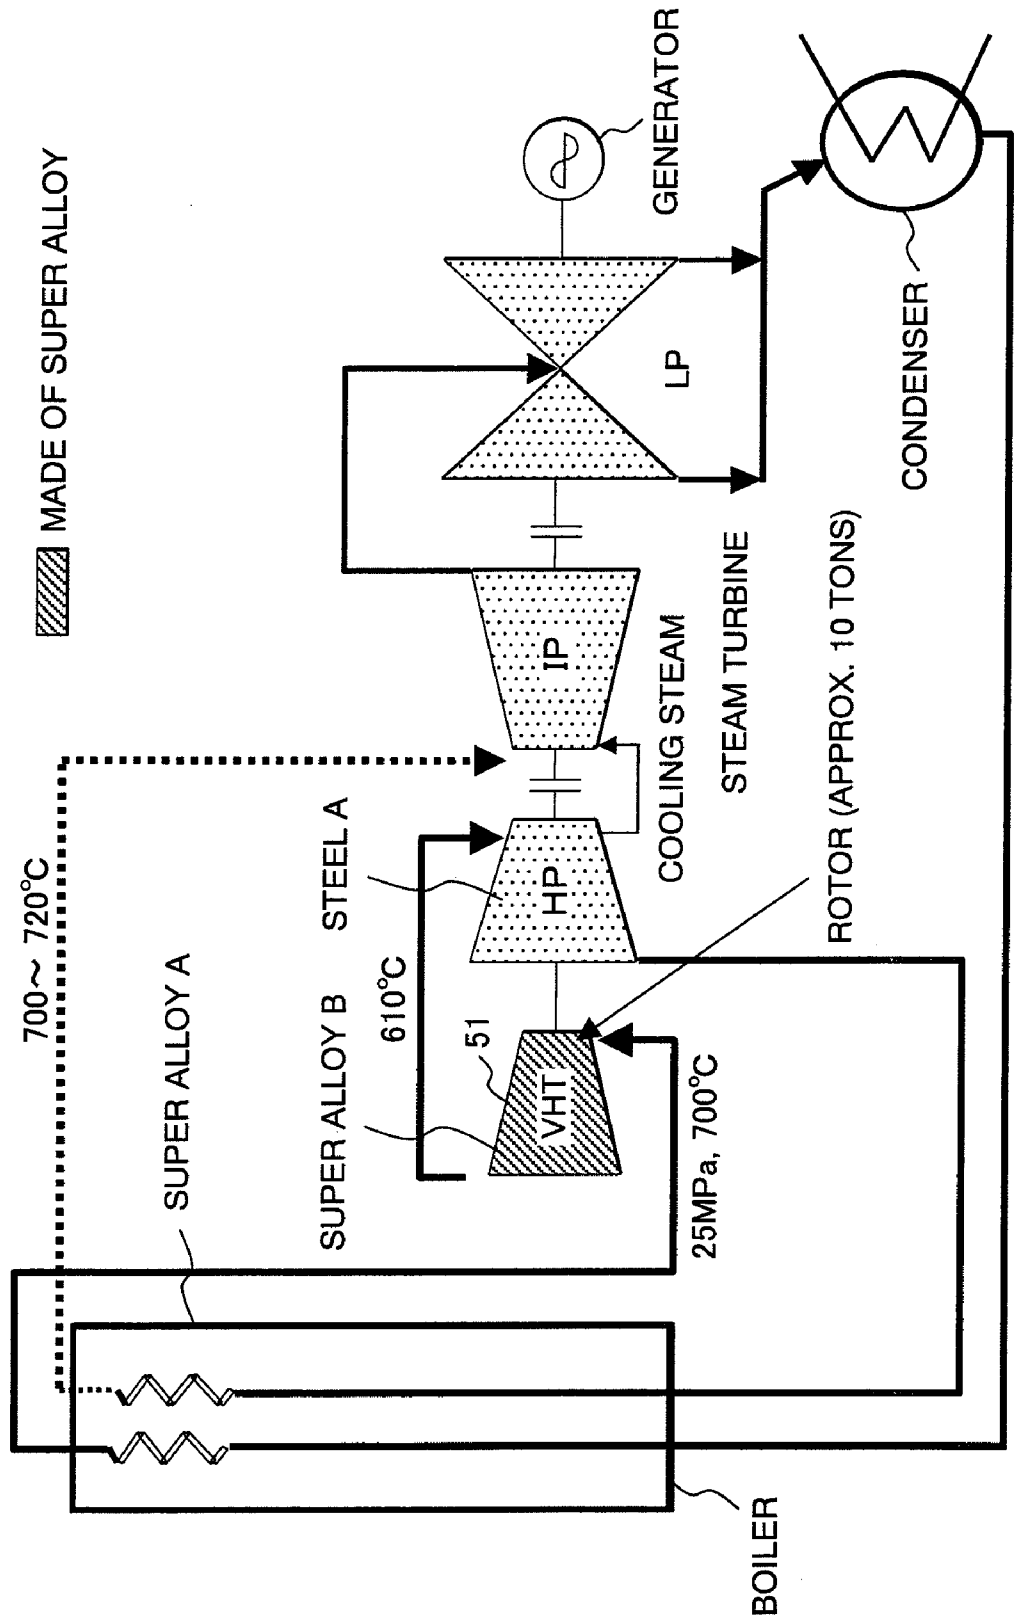 MADE OF SUPER ALLOY
700～720°C
SUPER ALLOY A
610°C
SUPER ALLOY B
STEEL A
51
VHT
HP
IP
LP
GENERATOR
25MPa, 700°C
COOLING STEAM
STEAM TURBINE
ROTOR (APPROX. 10 TONS)
CONDENSER
BOILER